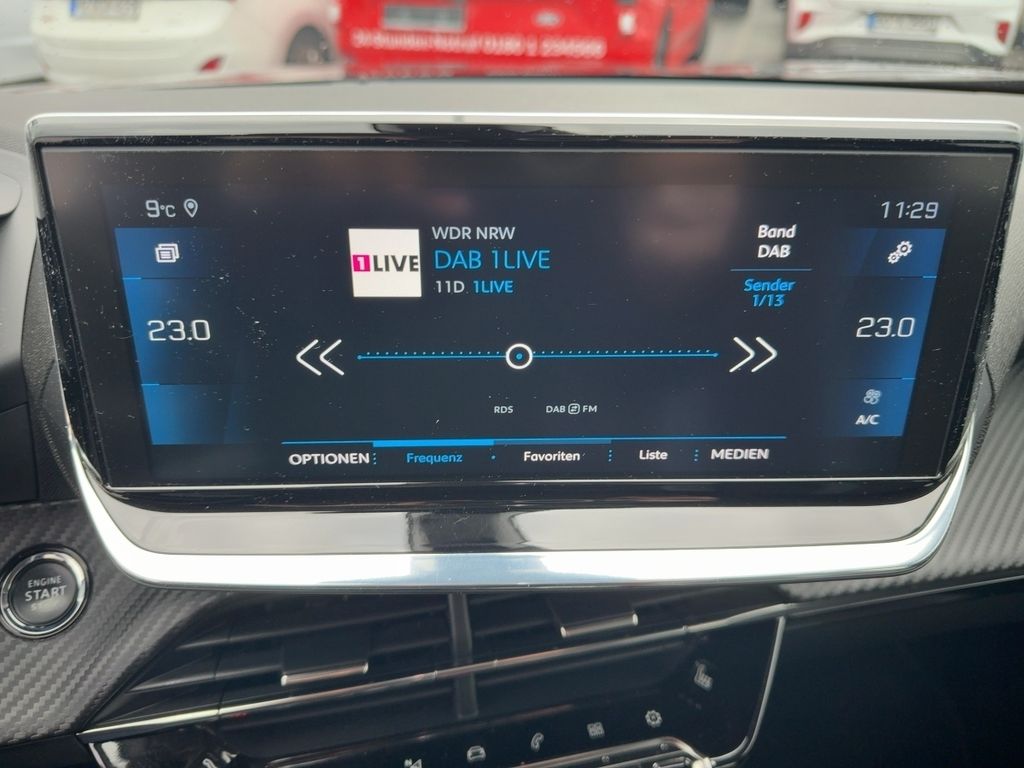 9°C
11:29
1LIVE
WDR NRW
DAB 1LIVE
11D 1LIVE
Band
DAB
Sender
1/13
23.0
23.0
RDS
DAB FM
A/C
OPTIONEN
Frequenz
Favoriten
Liste
MEDIEN
ENGINE
START